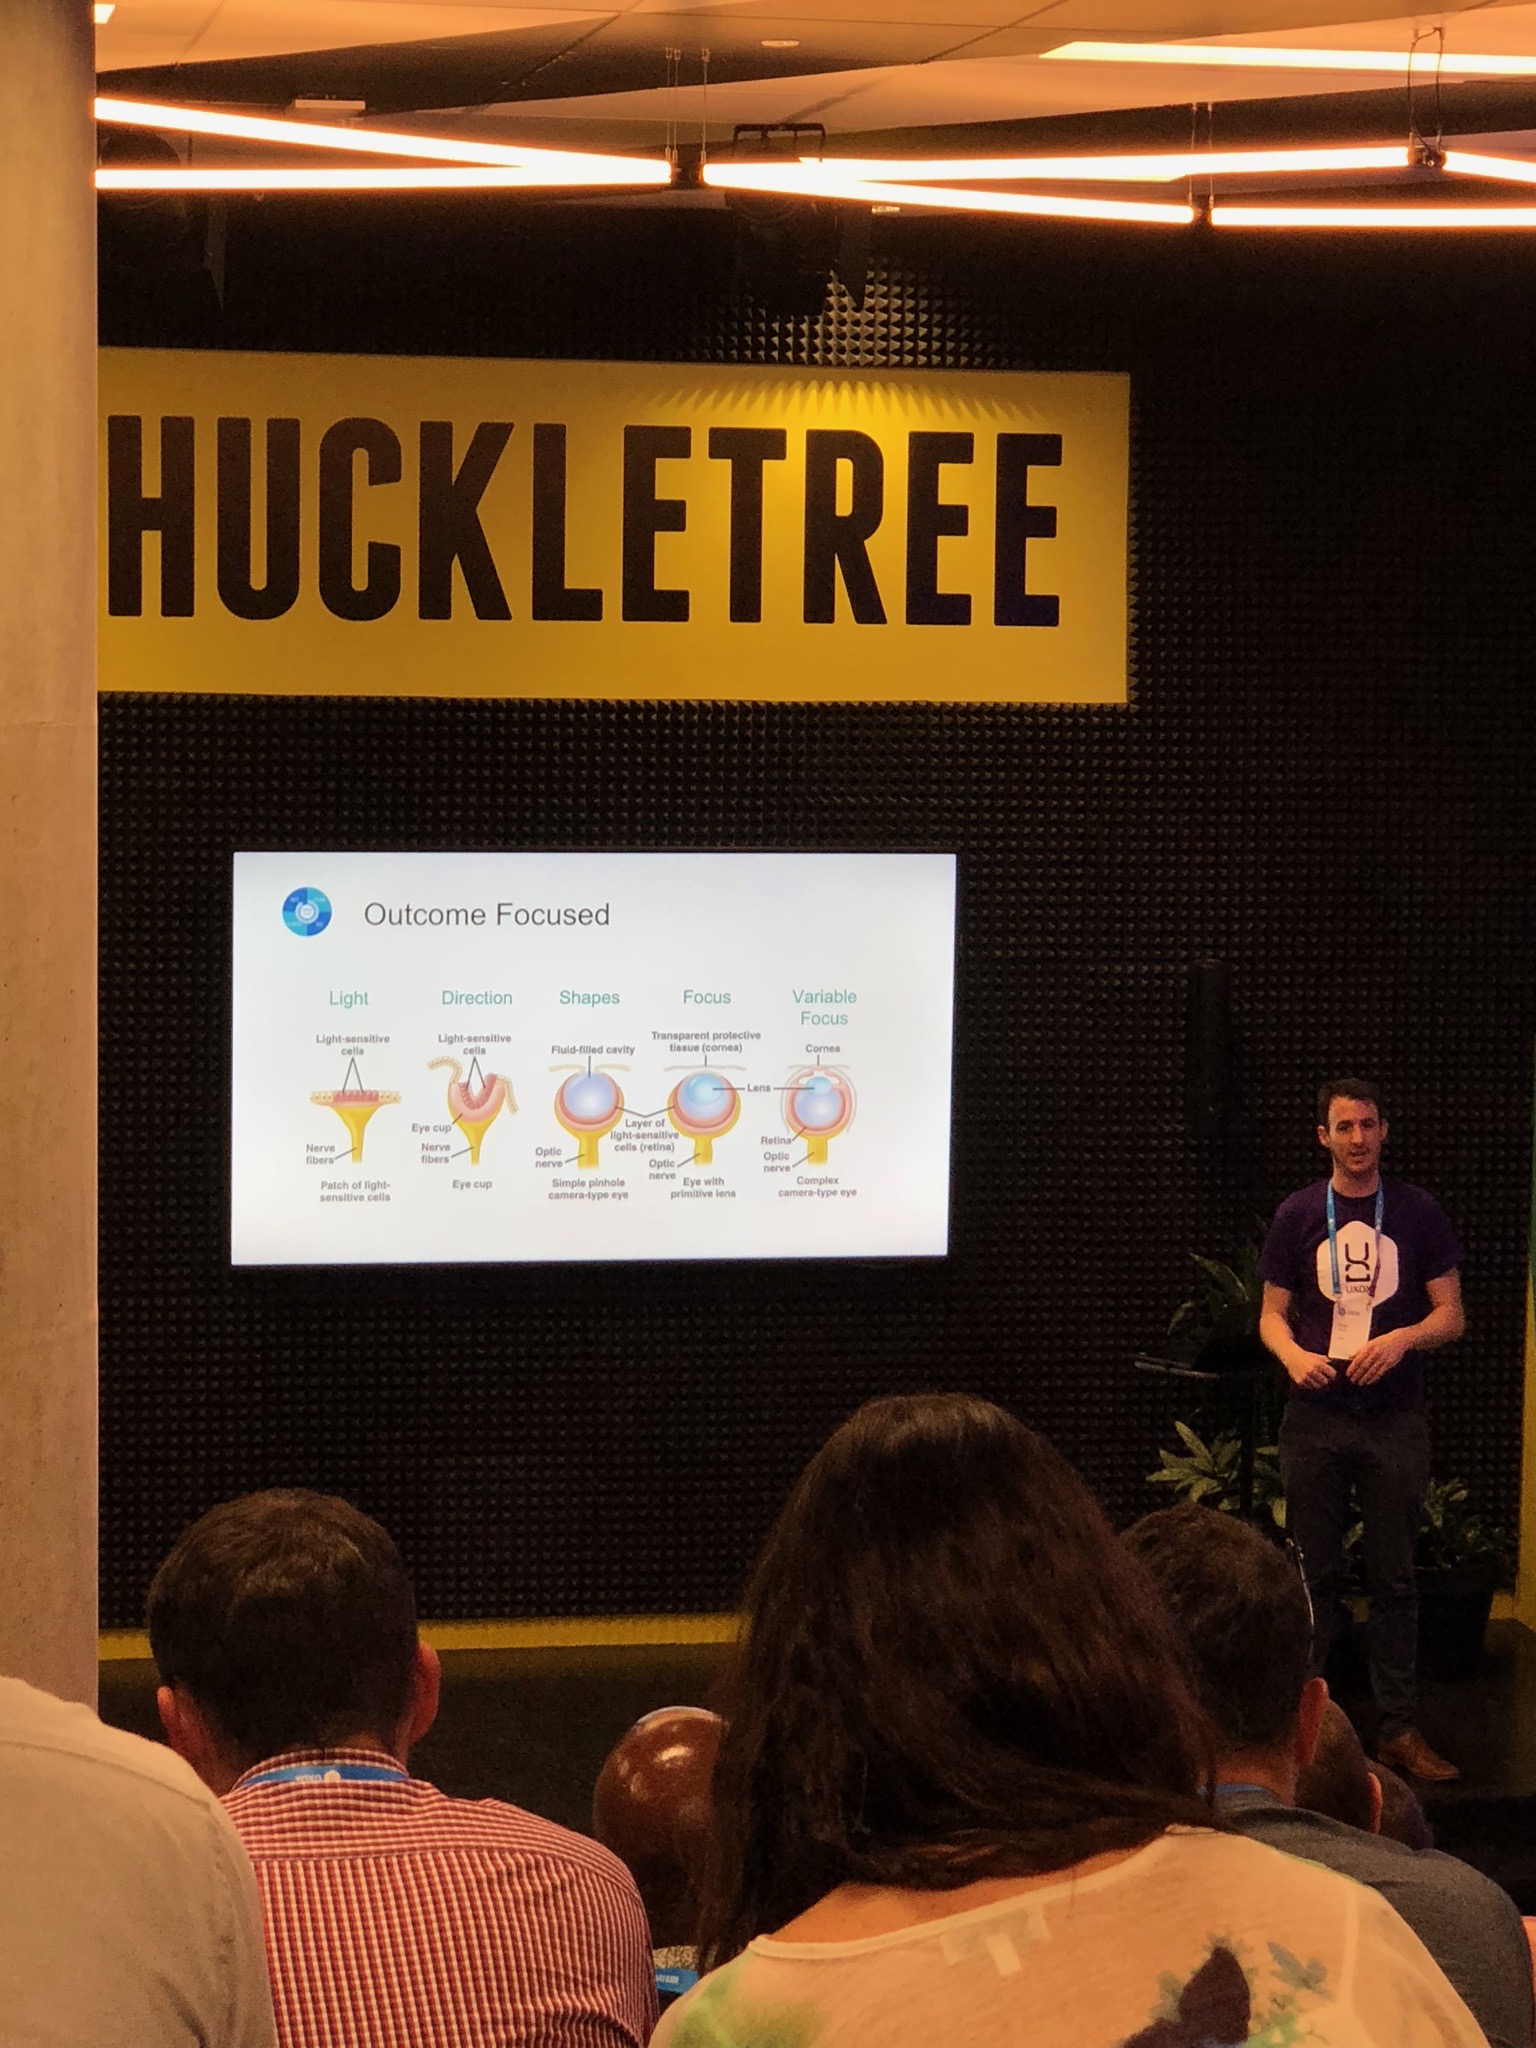 HUCKLETREE
Outcome Focused
Light
Direction
Shapes
Focus
Variable
Focus
Light-sensitive
cells
Nerve
fibers
Patch of light-
sensitive cells
Light-sensitive
cells
Eye cup
Nerve
fibers
Eye cup
Fluid-filled cavity
Layer of
light-sensitive
cells (retina)
Optic
nerve
Simple pinhole
camera-type eye
Transparent protective
tissue (cornea)
Lens
Optic
nerve
Eye with
primitive lens
Cornea
Retina
Optic
nerve
Complex
camera-type eye